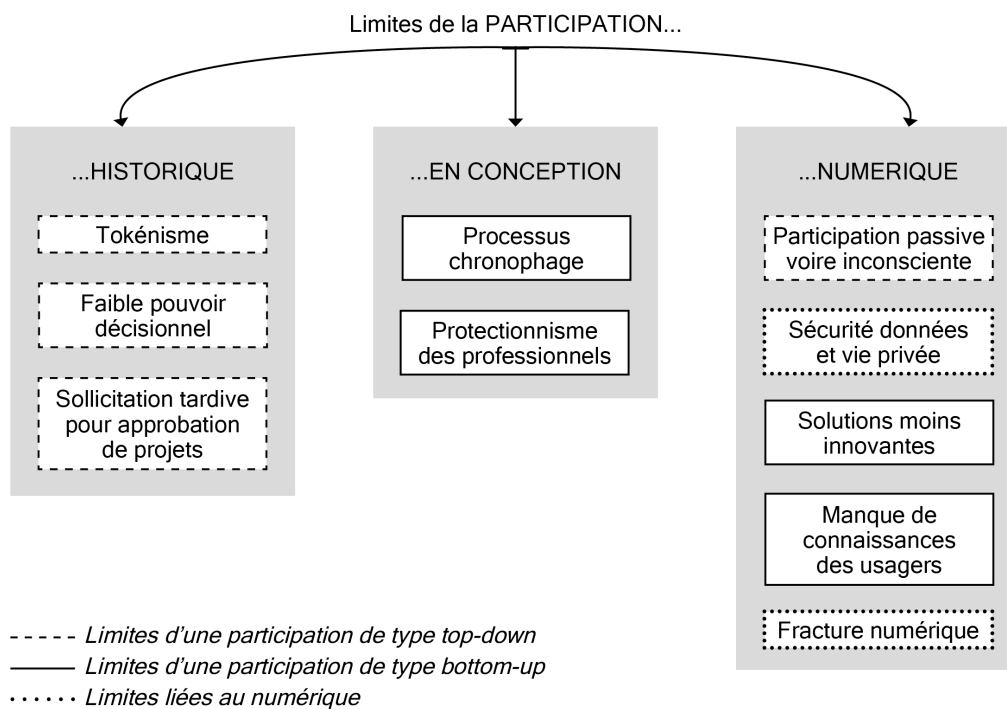 Limites de la PARTICIPATION...
...HISTORIQUE
Tokénisme
Faible pouvoir
décisionnel
Sollicitation tardive
pour approbation
de projets
...EN CONCEPTION
Processus
chronophage
Protectionnisme
des professionnels
...NUMERIQUE
Participation passive
voire inconsciente
Sécurité données
et vie privée
Solutions moins
innovantes
Manque de
connaissances
des usagers
Fracture numérique
Limites d'une participation de type top-down
Limites d'une participation de type bottom-up
Limites liées au numérique